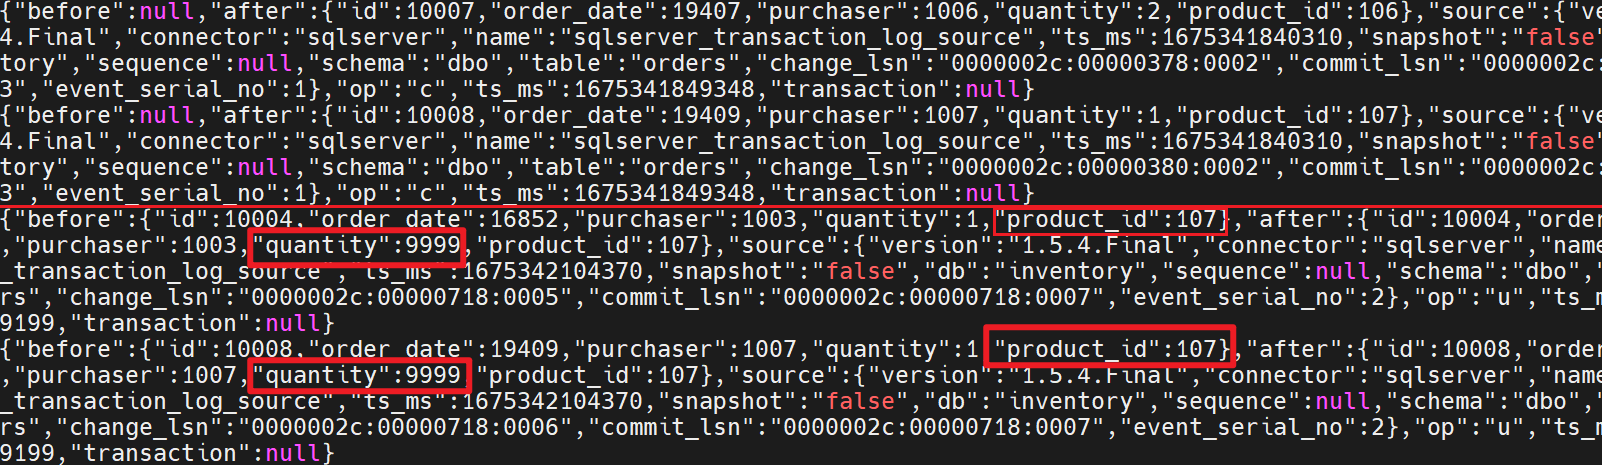 {"before":null,"after":{"id":10007,"order_date":19407,"purchaser":1006,"quantity":2,"product_id":106},"source":{"ve
4.Final","connector":"sqlserver","name":"sqlserver_transaction_log_source","ts_ms":1675341840310,"snapshot":"false"
tory","sequence":null,"schema":"dbo","table":"orders","change_lsn":"0000002c:00000378:0002","commit_lsn":"0000002c:
3","event_serial_no":1},"op":"c","ts_ms":1675341849348,"transaction":null}
{"before":null,"after":{"id":10008,"order_date":19409,"purchaser":1007,"quantity":1,"product_id":107},"source":{"ve
4.Final","connector":"sqlserver","name":"sqlserver_transaction_log_source","ts_ms":1675341840310,"snapshot":"false"
tory","sequence":null,"schema":"dbo","table":"orders","change_lsn":"0000002c:00000380:0002","commit_lsn":"0000002c:
3","event_serial_no":1},"op":"c","ts_ms":1675341849348,"transaction":null}
{"before":{"id":10004,"order_date":16852,"purchaser":1003,"quantity":1,"product_id":107},"after":{"id":10004,"order
,"purchaser":1003,"quantity":9999,"product_id":107},"source":{"version":"1.5.4.Final","connector":"sqlserver","name
_transaction_log_source","ts_ms":1675342104370,"snapshot":"false","db":"inventory","sequence":null,"schema":"dbo","
rs","change_lsn":"0000002c:00000718:0005","commit_lsn":"0000002c:00000718:0007","event_serial_no":2},"op":"u","ts_m
9199,"transaction":null}
{"before":{"id":10008,"order_date":19409,"purchaser":1007,"quantity":1,"product_id":107},"after":{"id":10008,"order
,"purchaser":1007,"quantity":9999,"product_id":107},"source":{"version":"1.5.4.Final","connector":"sqlserver","name
_transaction_log_source","ts_ms":1675342104370,"snapshot":"false","db":"inventory","sequence":null,"schema":"dbo","
rs","change_lsn":"0000002c:00000718:0006","commit_lsn":"0000002c:00000718:0007","event_serial_no":2},"op":"u","ts_m
9199,"transaction":null}